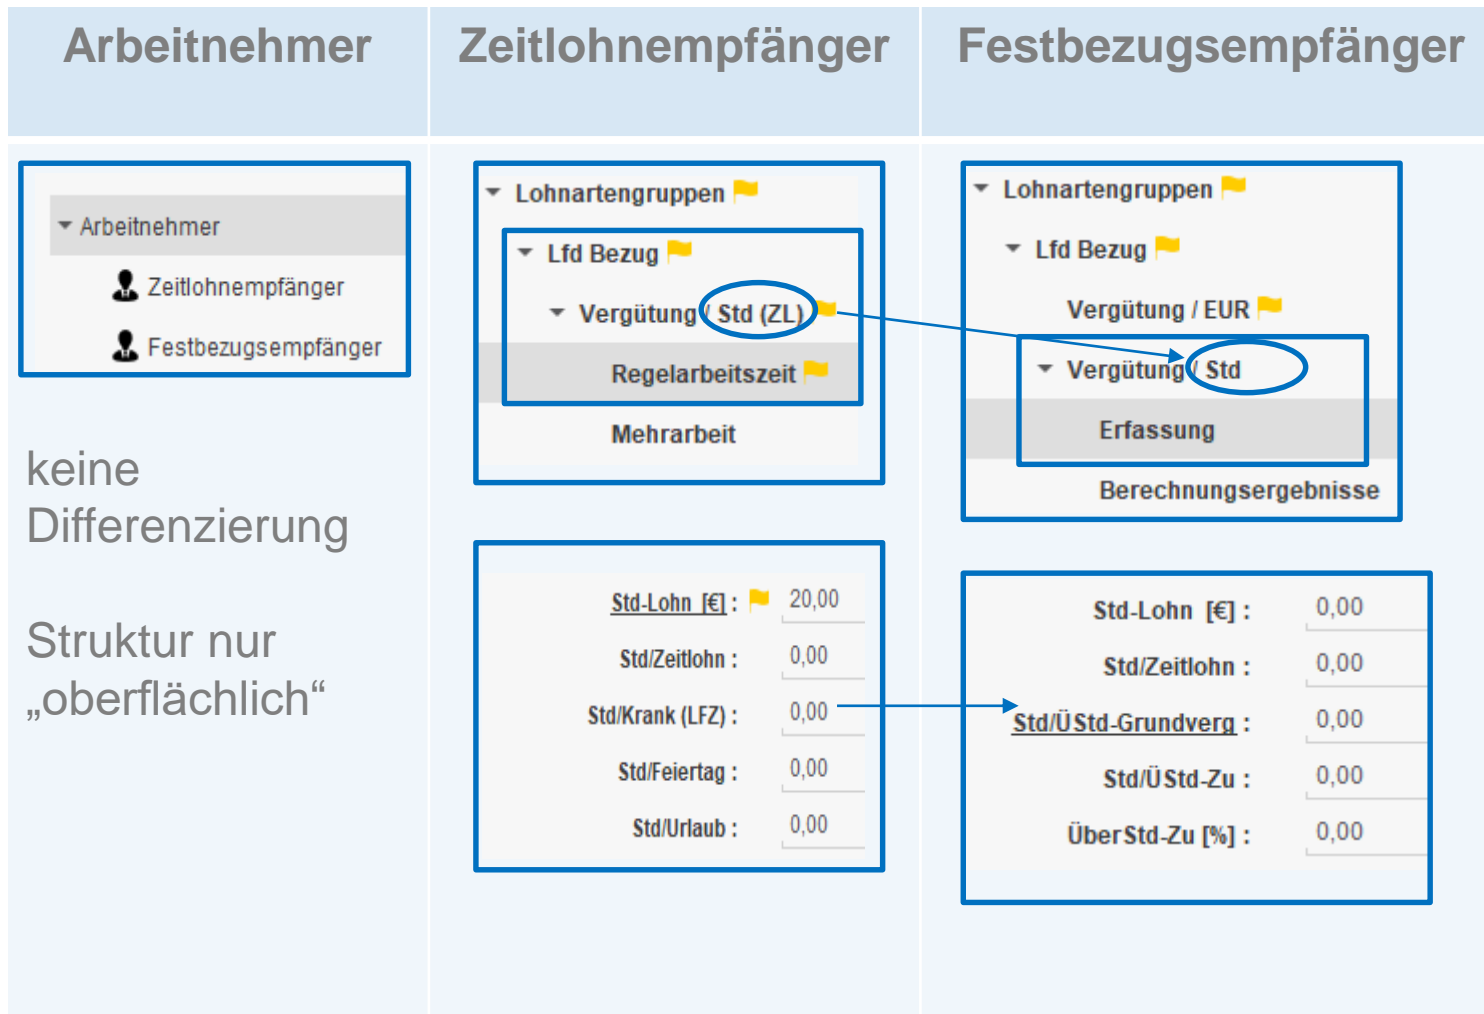 Arbeitnehmer
Zeitlohnempfänger
Festbezugsempfänger
Arbeitnehmer
Zeitlohnempfänger
Festbezugsempfänger
keine
Differenzierung
Struktur nur
„oberflächlich“
Lohnartengruppen
Lfd Bezug
Vergütung / Std (ZL)
Regelarbeitszeit
Mehrarbeit
Std-Lohn [€] : 20,00
Std/Zeitlohn : 0,00
Std/Krank (LFZ) : 0,00
Std/Feiertag : 0,00
Std/Urlaub : 0,00
Lohnartengruppen
Lfd Bezug
Vergütung / EUR
Vergütung / Std
Erfassung
Berechnungsergebnisse
Std-Lohn [€] : 0,00
Std/Zeitlohn : 0,00
Std/ÜStd-Grundverg : 0,00
Std/ÜStd-Zu : 0,00
ÜberStd-Zu [%] : 0,00